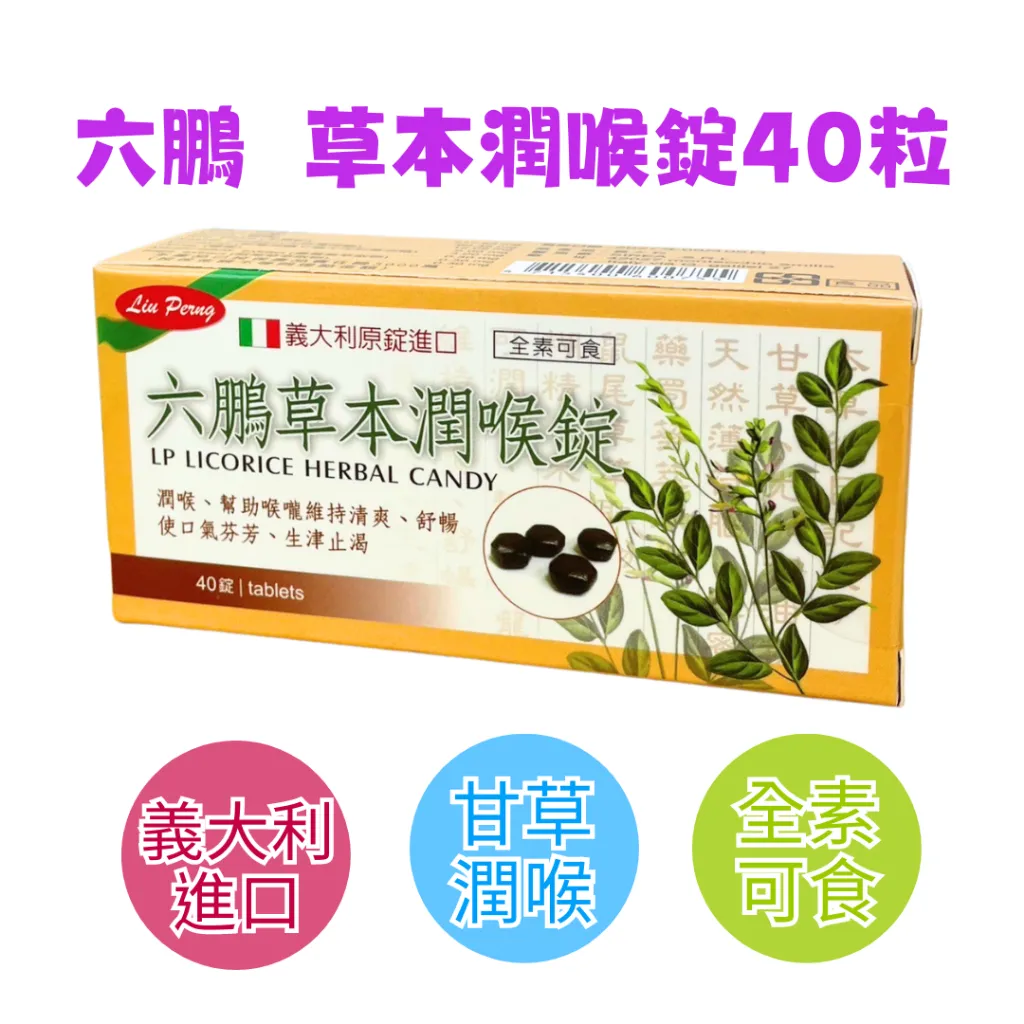 六鵬 草本潤喉錠40粒
Liu Perng
義大利原錠進口
全素可食
六鵬草本潤喉錠
LP LICORICE HERBAL CANDY
潤喉、幫助喉嚨維持清爽、舒暢
使口氣芬芳、生津止渴
40錠 | tablets
義大利
進口
甘草
潤喉
全素
可食